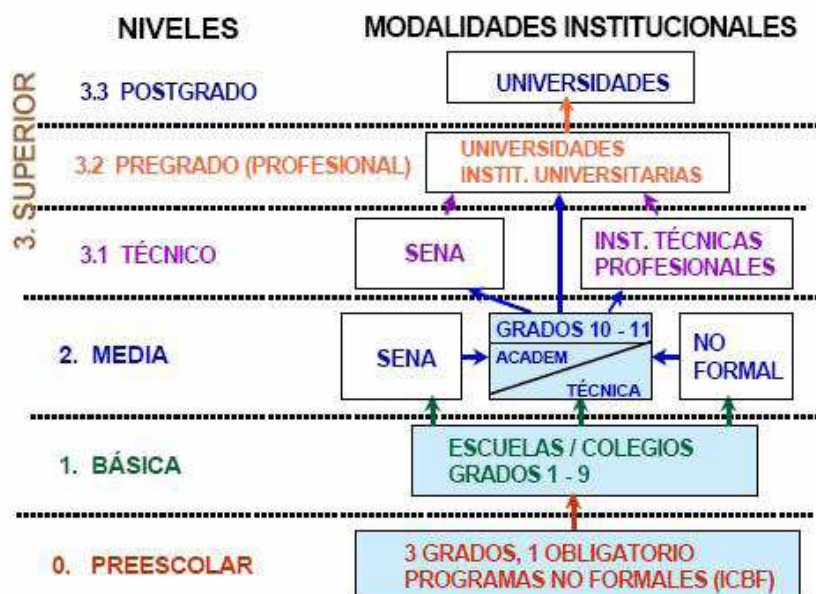 NIVELES
MODALIDADES INSTITUCIONALES
3. SUPERIOR
3.3 POSTGRADO
UNIVERSIDADES
3.2 PREGRADO (PROFESIONAL)
UNIVERSIDADES
INSTIT. UNIVERSITARIAS
3.1 TÉCNICO
SENA
INST. TÉCNICAS
PROFESIONALES
2. MEDIA
SENA
GRADOS 10 - 11
ACADEM
TÉCNICA
NO
FORMAL
1. BÁSICA
ESCUELAS / COLEGIOS
GRADOS 1 - 9
0. PREESCOLAR
3 GRADOS, 1 OBLIGATORIO
PROGRAMAS NO FORMALES (ICBF)